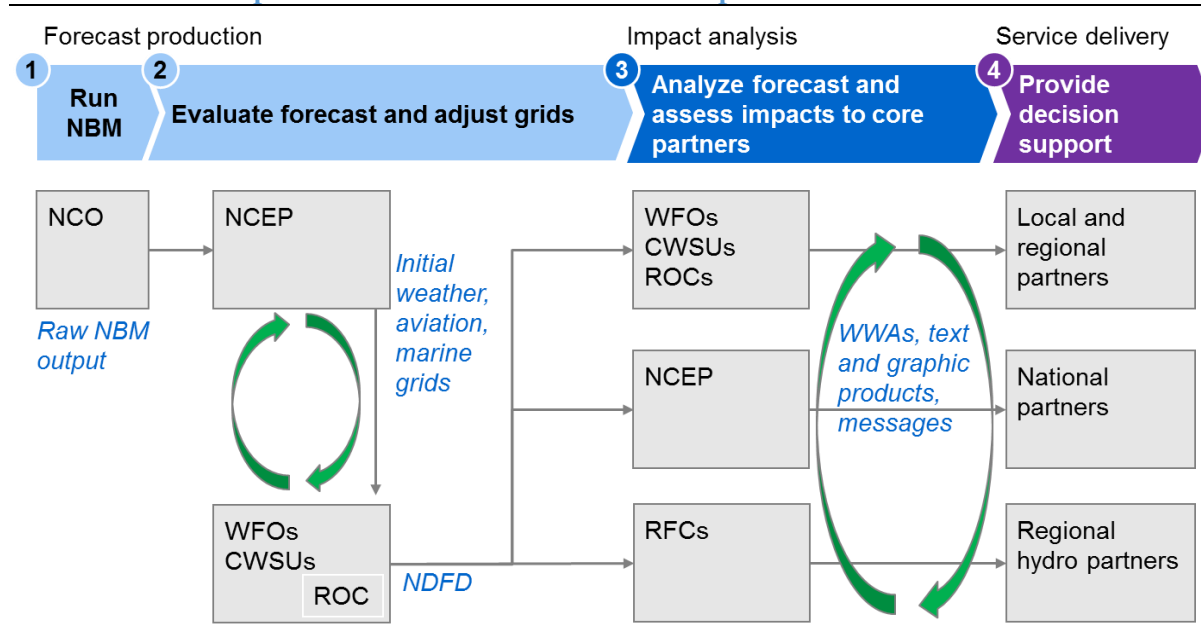 Forecast production
Impact analysis
Service delivery
1
Run
NBM
2
Evaluate forecast and adjust grids
3
Analyze forecast and
assess impacts to core
partners
4
Provide
decision
support
NCO
Raw NBM
output
NCEP
Initial
weather,
aviation,
marine
grids
WFOs
CWSUs
ROC
NDFD
WFOs
CWSUs
ROCs
NCEP
RFCs
WWAs, text
and graphic
products,
messages
Local and
regional
partners
National
partners
Regional
hydro partners